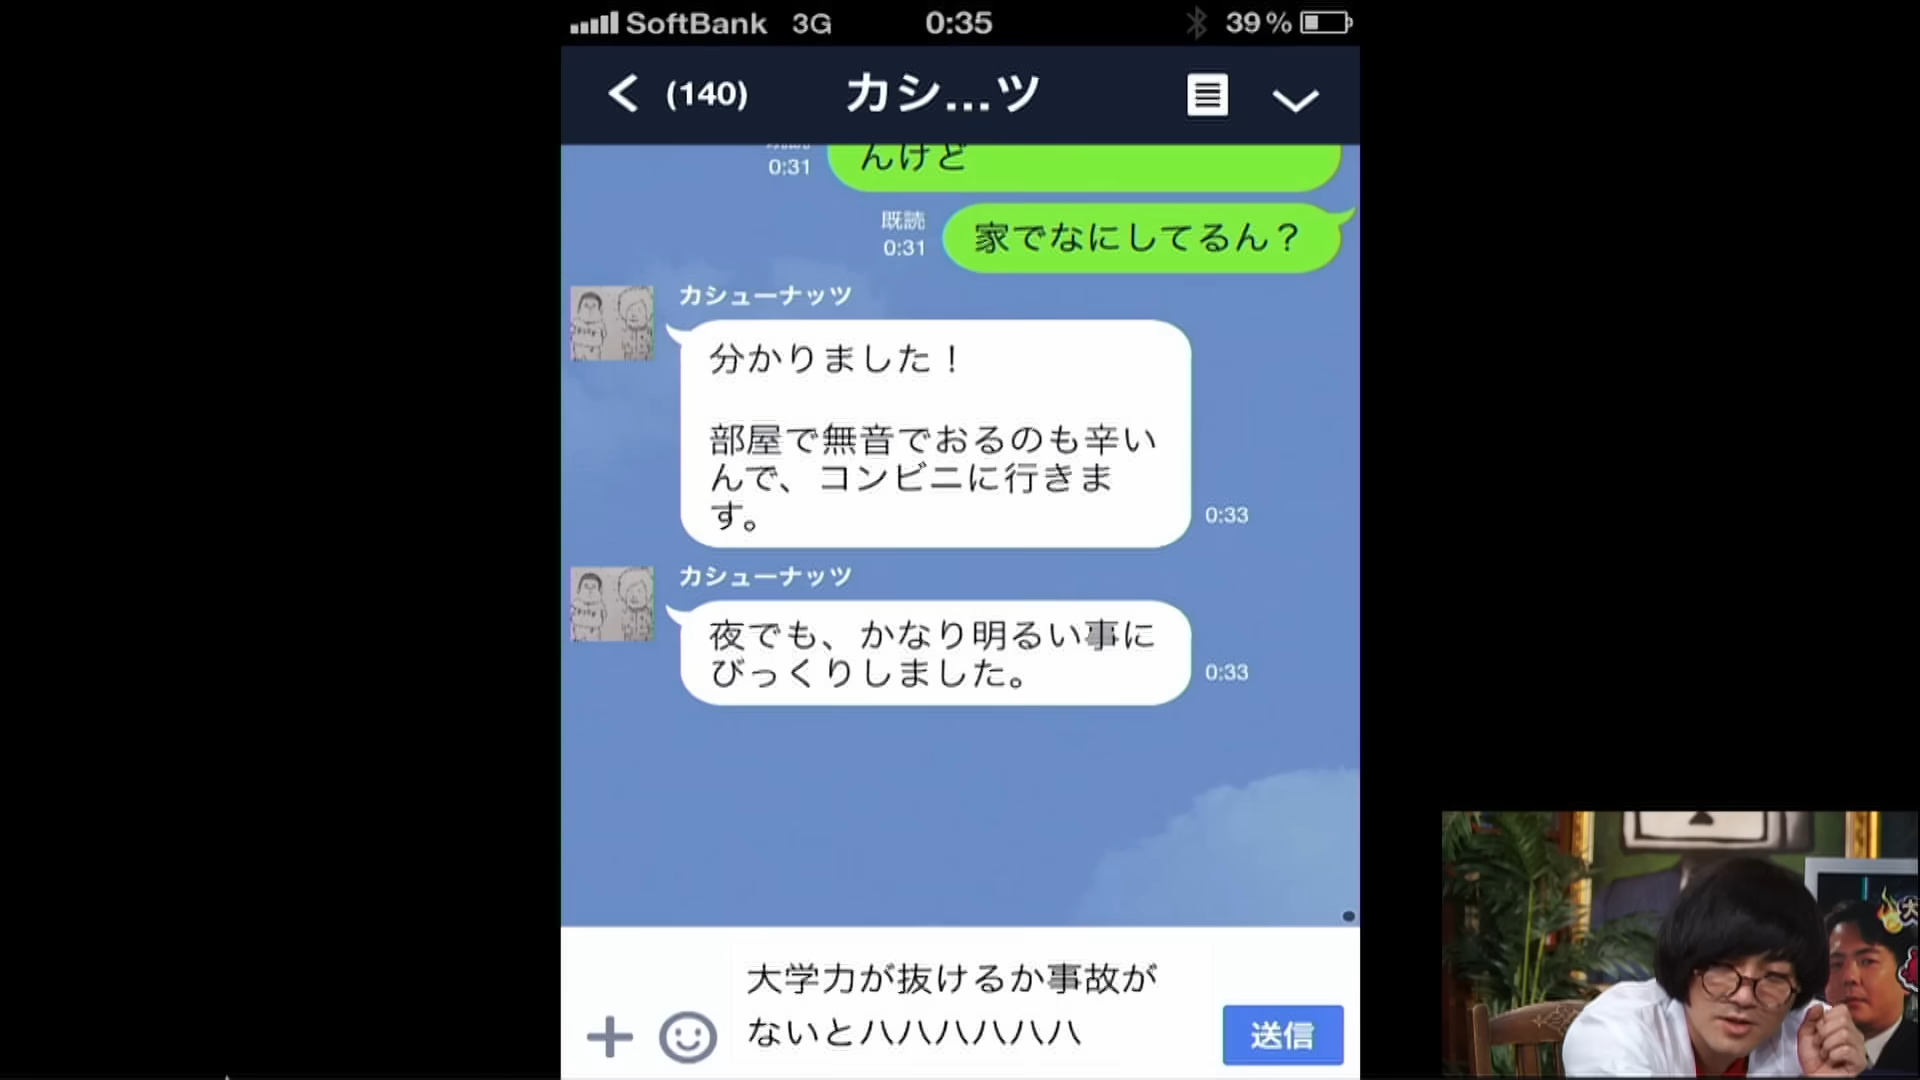 SoftBank 3G 0:35 39%
(140) カシ...ツ
んけど
0:31
既読
0:31
家でなにしてるん？
カシューナッツ
分かりました！
部屋で無音でおるのも辛い
んで、コンビニに行きま
す。
0:33
カシューナッツ
夜でも、かなり明るい事に
びっくりしました。
0:33
大学力が抜けるか事故が
ないとハハハハハハ
送信